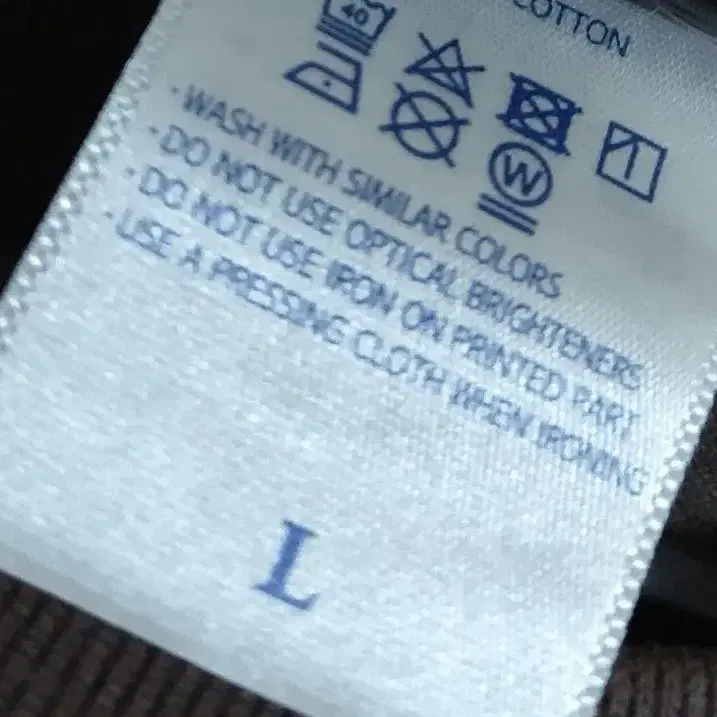 COTTON
40
W
· WASH WITH SIMILAR COLORS
· DO NOT USE OPTICAL BRIGHTENERS
· DO NOT USE IRON ON PRINTED PART
· USE A PRESSING CLOTH WHEN IRONING
L